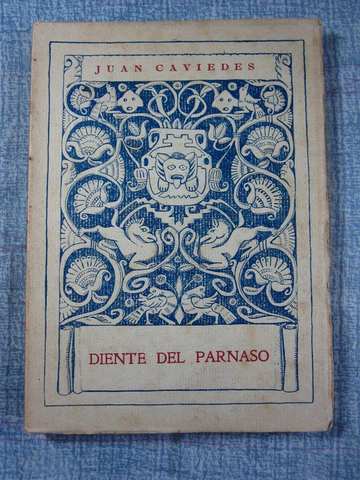 JUAN CAVIEDES
DIENTE DEL PARNASO